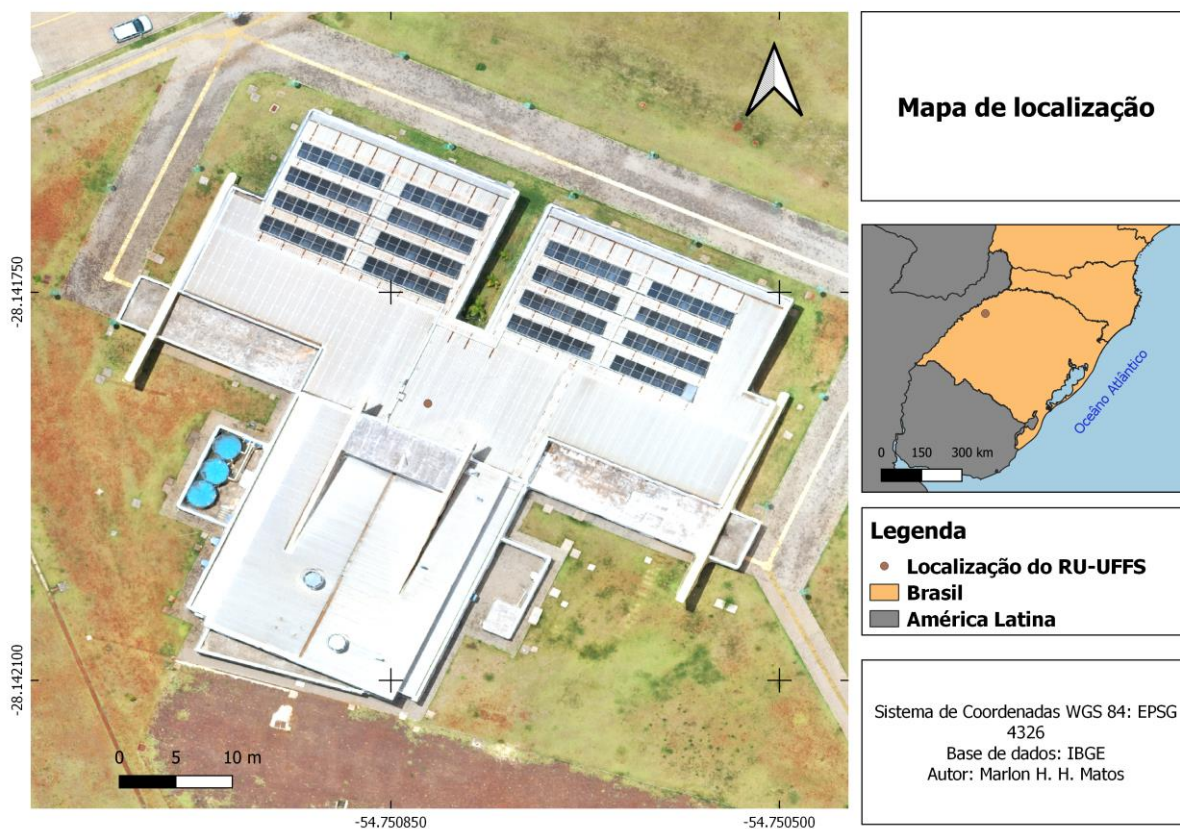 Mapa de localização
-28.141750
-28.142100
0 5 10 m
-54.750850
-54.750500
Oceâno Atlântico
0 150 300 km
Legenda
Localização do RU-UFFS
Brasil
América Latina
Sistema de Coordenadas WGS 84: EPSG
4326
Base de dados: IBGE
Autor: Marlon H. H. Matos